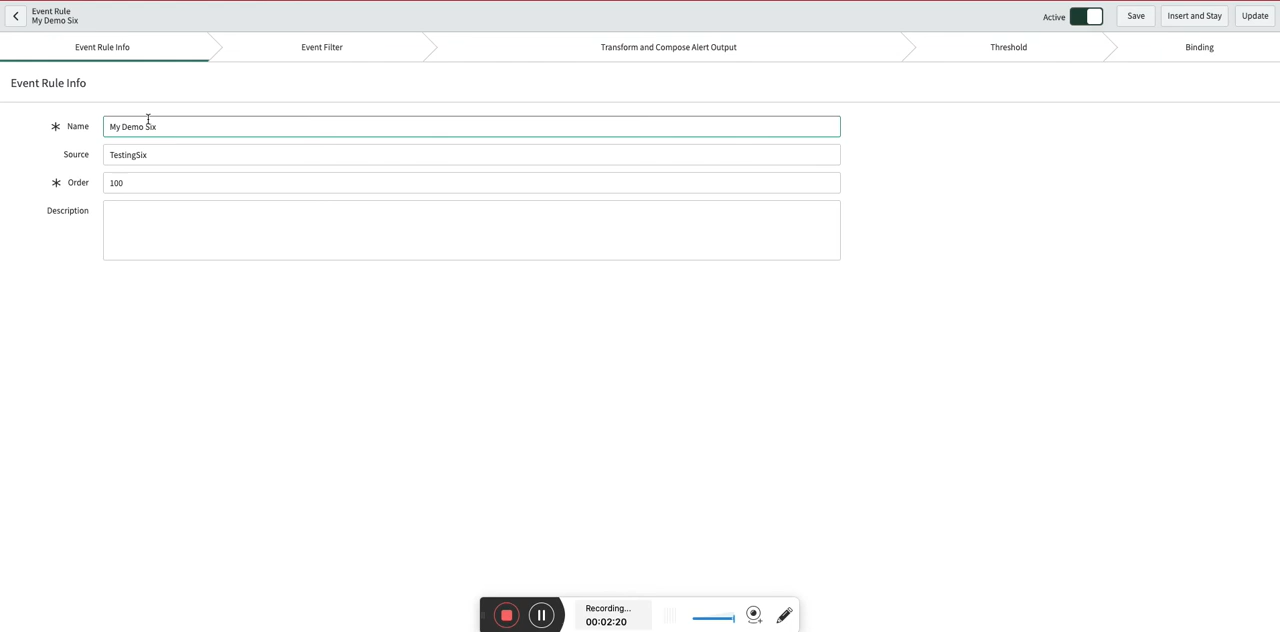 Event Rule
My Demo Six
Active
Save
Insert and Stay
Update
Event Rule Info
Event Filter
Transform and Compose Alert Output
Threshold
Binding
Event Rule Info
Name
My Demo Six
Source
TestingSix
Order
100
Description
Recording...
00:02:20